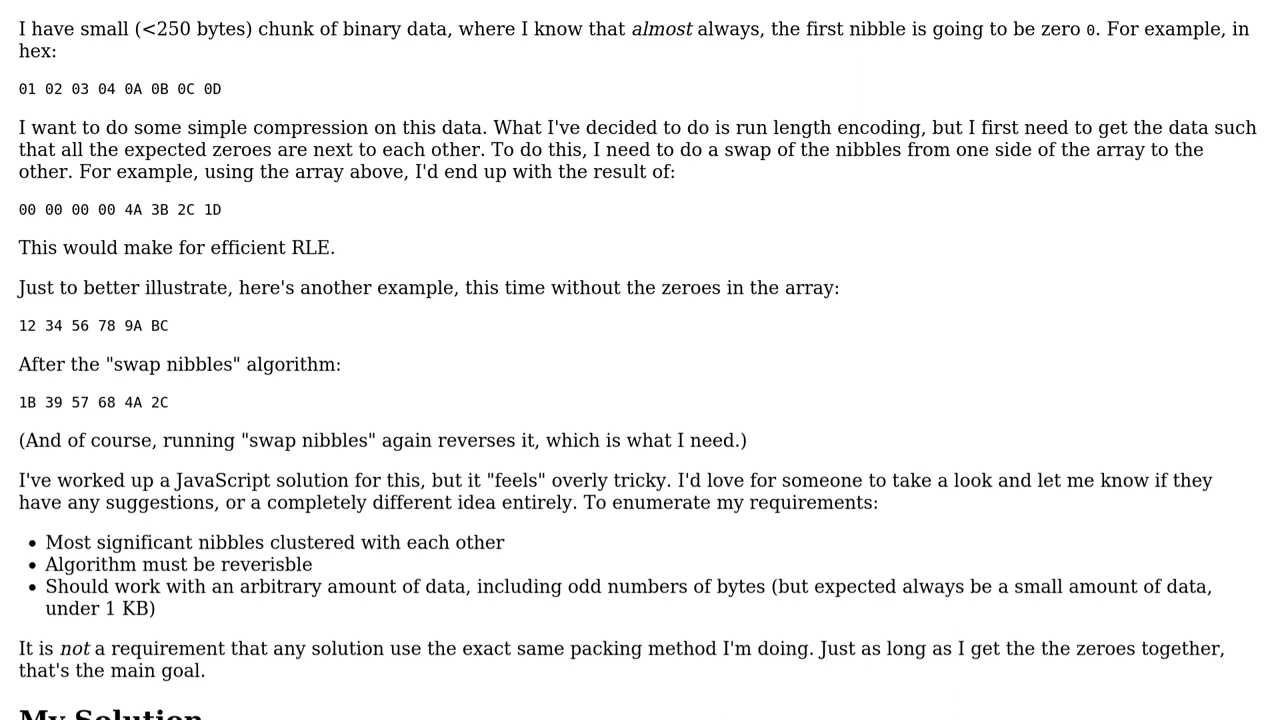 I have small (<250 bytes) chunk of binary data, where I know that almost always, the first nibble is going to be zero 0. For example, in
hex:
01 02 03 04 0A 0B 0C 0D
I want to do some simple compression on this data. What I've decided to do is run length encoding, but I first need to get the data such
that all the expected zeroes are next to each other. To do this, I need to do a swap of the nibbles from one side of the array to the
other. For example, using the array above, I'd end up with the result of:
00 00 00 00 4A 3B 2C 1D
This would make for efficient RLE.
Just to better illustrate, here's another example, this time without the zeroes in the array:
12 34 56 78 9A BC
After the "swap nibbles" algorithm:
1B 39 57 68 4A 2C
(And of course, running "swap nibbles" again reverses it, which is what I need.)
I've worked up a JavaScript solution for this, but it "feels" overly tricky. I'd love for someone to take a look and let me know if they
have any suggestions, or a completely different idea entirely. To enumerate my requirements:
• Most significant nibbles clustered with each other
• Algorithm must be reverisble
• Should work with an arbitrary amount of data, including odd numbers of bytes (but expected always be a small amount of data,
under 1 KB)
It is not a requirement that any solution use the exact same packing method I'm doing. Just as long as I get the the zeroes together,
that's the main goal.
My Solution